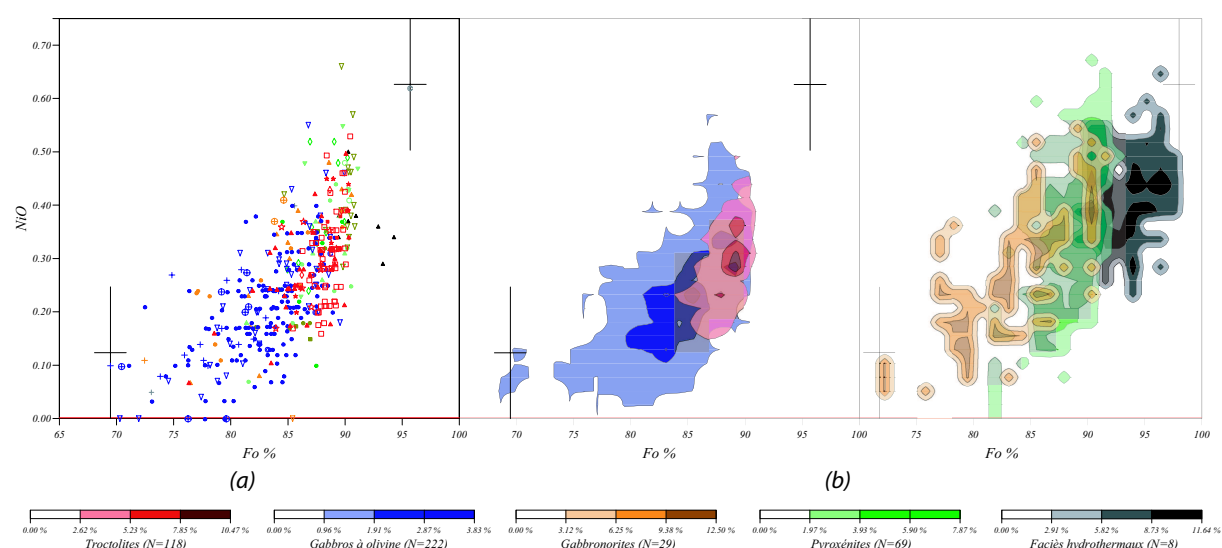 NiO
0.70
0.60
0.50
0.40
0.30
0.20
0.10
0.00
65 70 75 80 85 90 95 100
70 75 80 85 90 95 100
75 80 85 90 95 100
Fo % Fo % Fo %
(a) (b)
0.00 % 2.62 % 5.23 % 7.85 % 10.47 %
Troctolites (N=118)
0.00 % 0.96 % 1.91 % 2.87 % 3.83 %
Gabbros à olivine (N=222)
0.00 % 3.12 % 6.25 % 9.38 % 12.50 %
Gabbronorites (N=29)
0.00 % 1.97 % 3.93 % 5.90 % 7.87 %
Pyroxénites (N=69)
0.00 % 2.91 % 5.82 % 8.73 % 11.64 %
Faciès hydrothermaux (N=8)